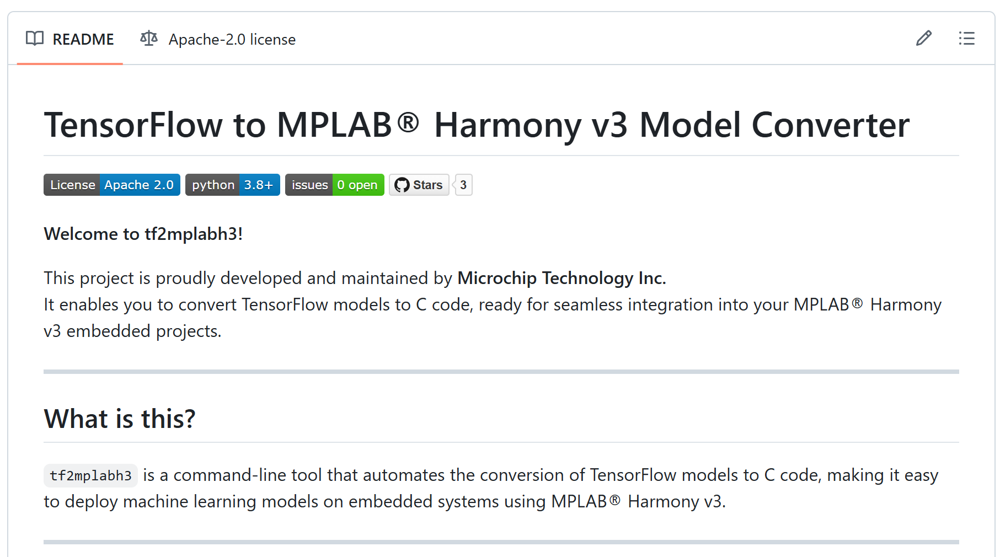 README Apache-2.0 license
TensorFlow to MPLAB® Harmony v3 Model Converter
License Apache 2.0 python 3.8+ issues 0 open Stars 3
Welcome to tf2mplabh3!
This project is proudly developed and maintained by Microchip Technology Inc.
It enables you to convert TensorFlow models to C code, ready for seamless integration into your MPLAB® Harmony
v3 embedded projects.
What is this?
tf2mplabh3 is a command-line tool that automates the conversion of TensorFlow models to C code, making it easy
to deploy machine learning models on embedded systems using MPLAB® Harmony v3.